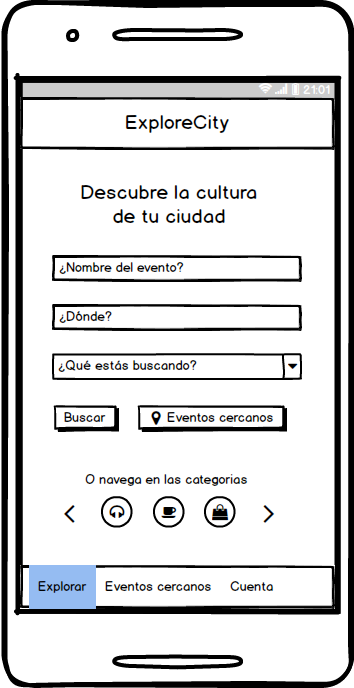 21:01
ExploreCity
Descubre la cultura
de tu ciudad
¿Nombre del evento?
¿Dónde?
¿Qué estás buscando?
Buscar Eventos cercanos
O navega en las categorias
Explorar Eventos cercanos Cuenta